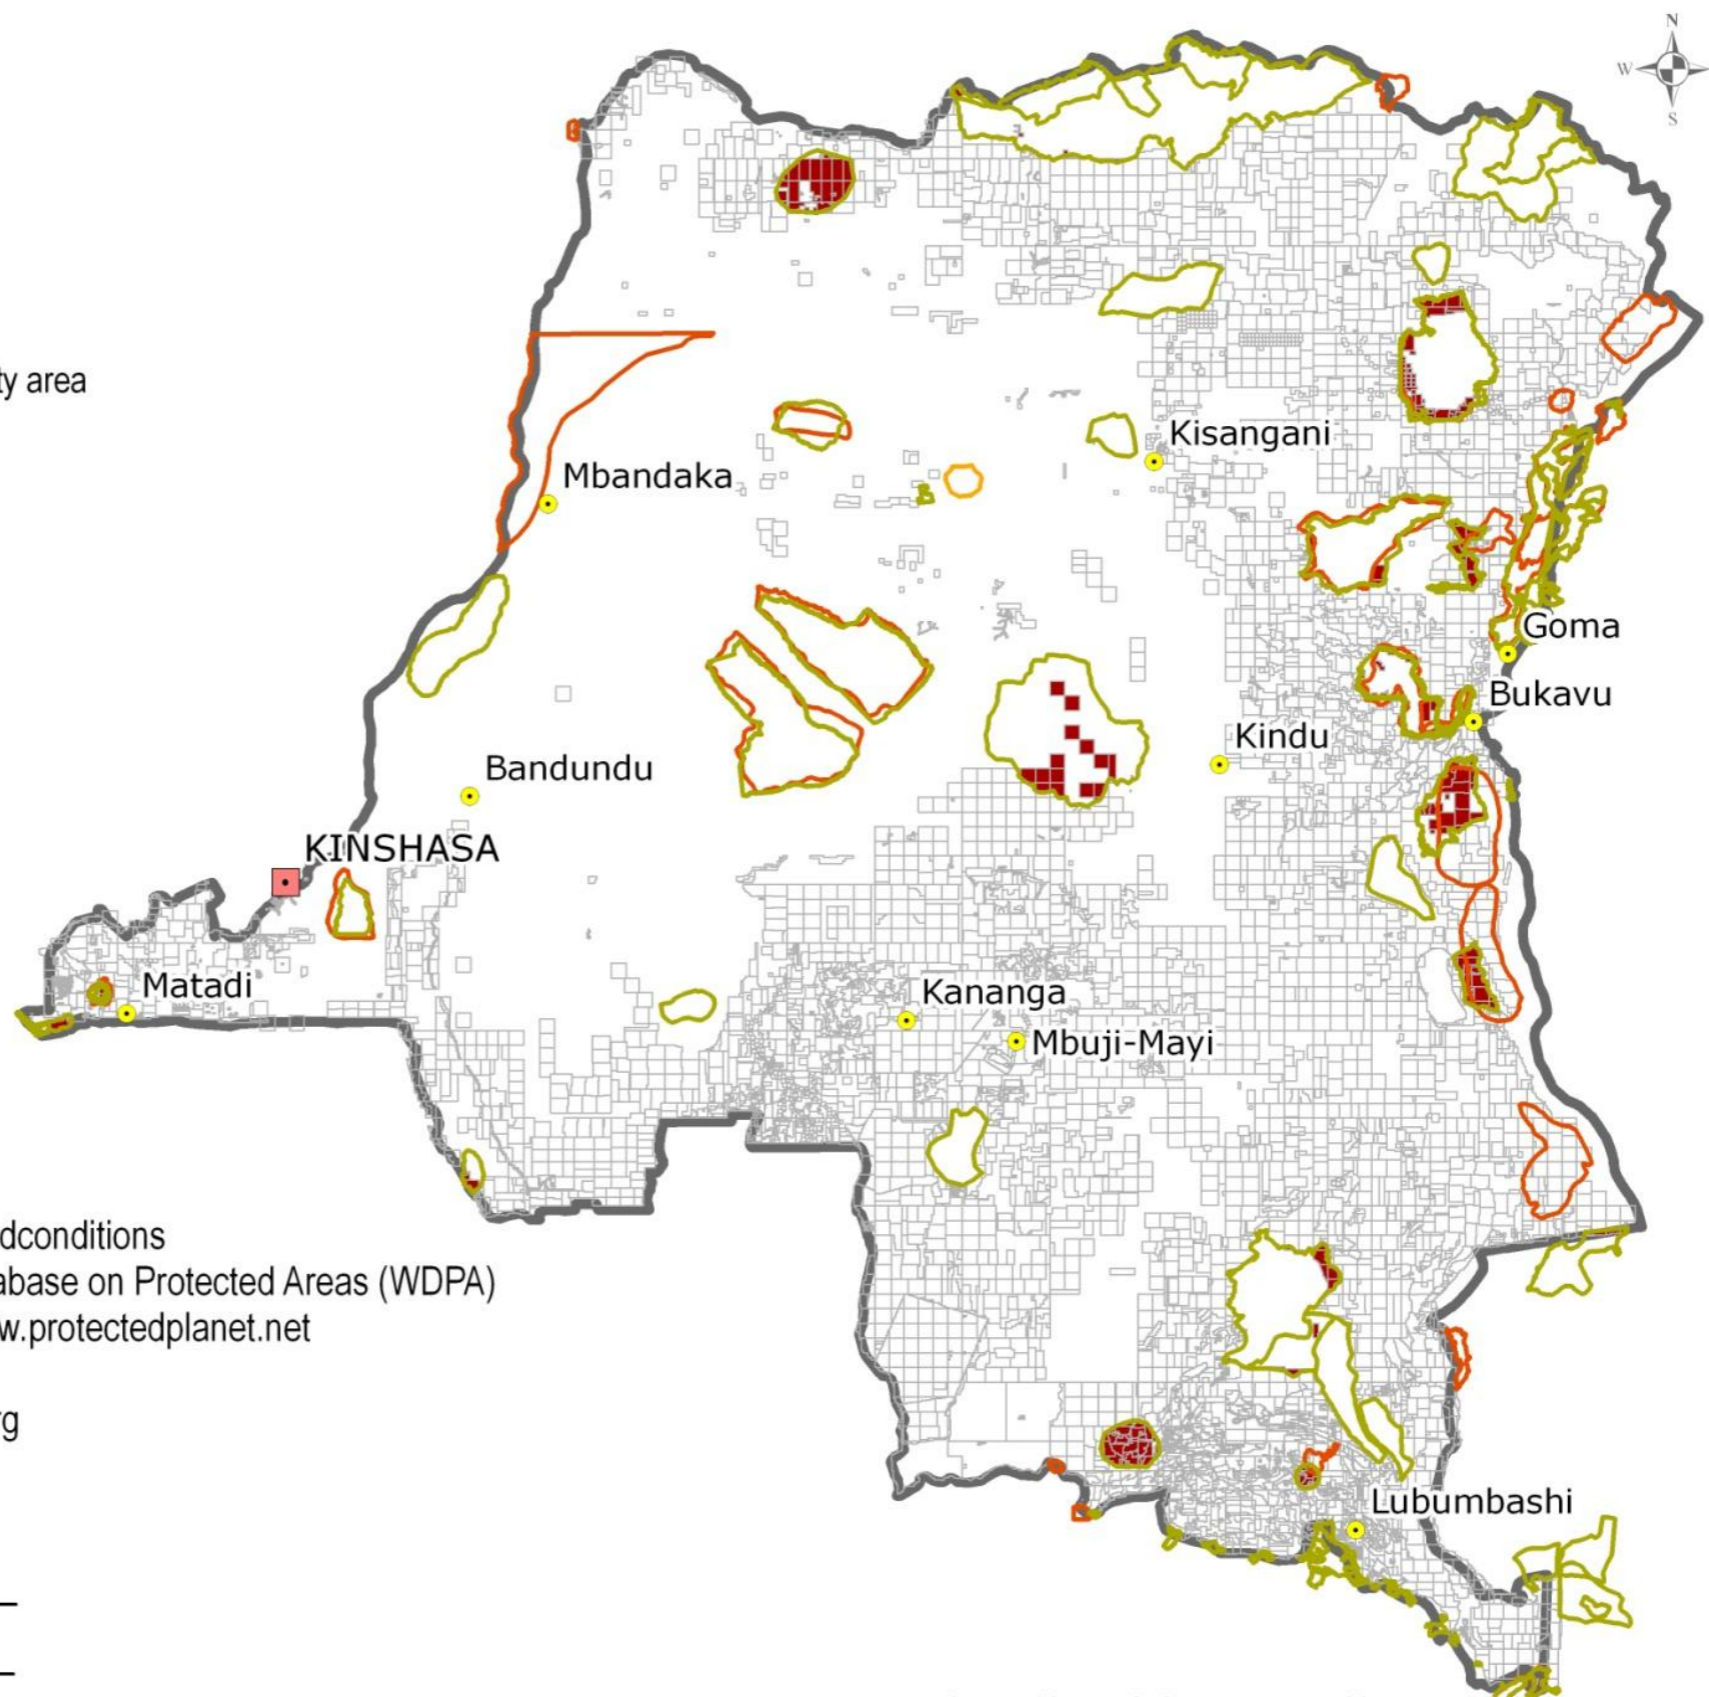 N
W
S
ty area
Kisangani
Mbandaka
Goma
Bukavu
Kindu
Bandundu
KINSHASA
Matadi
Kananga
Mbuji-Mayi
dconditions
abase on Protected Areas (WDPA)
w.protectedplanet.net
rg
Lubumbashi